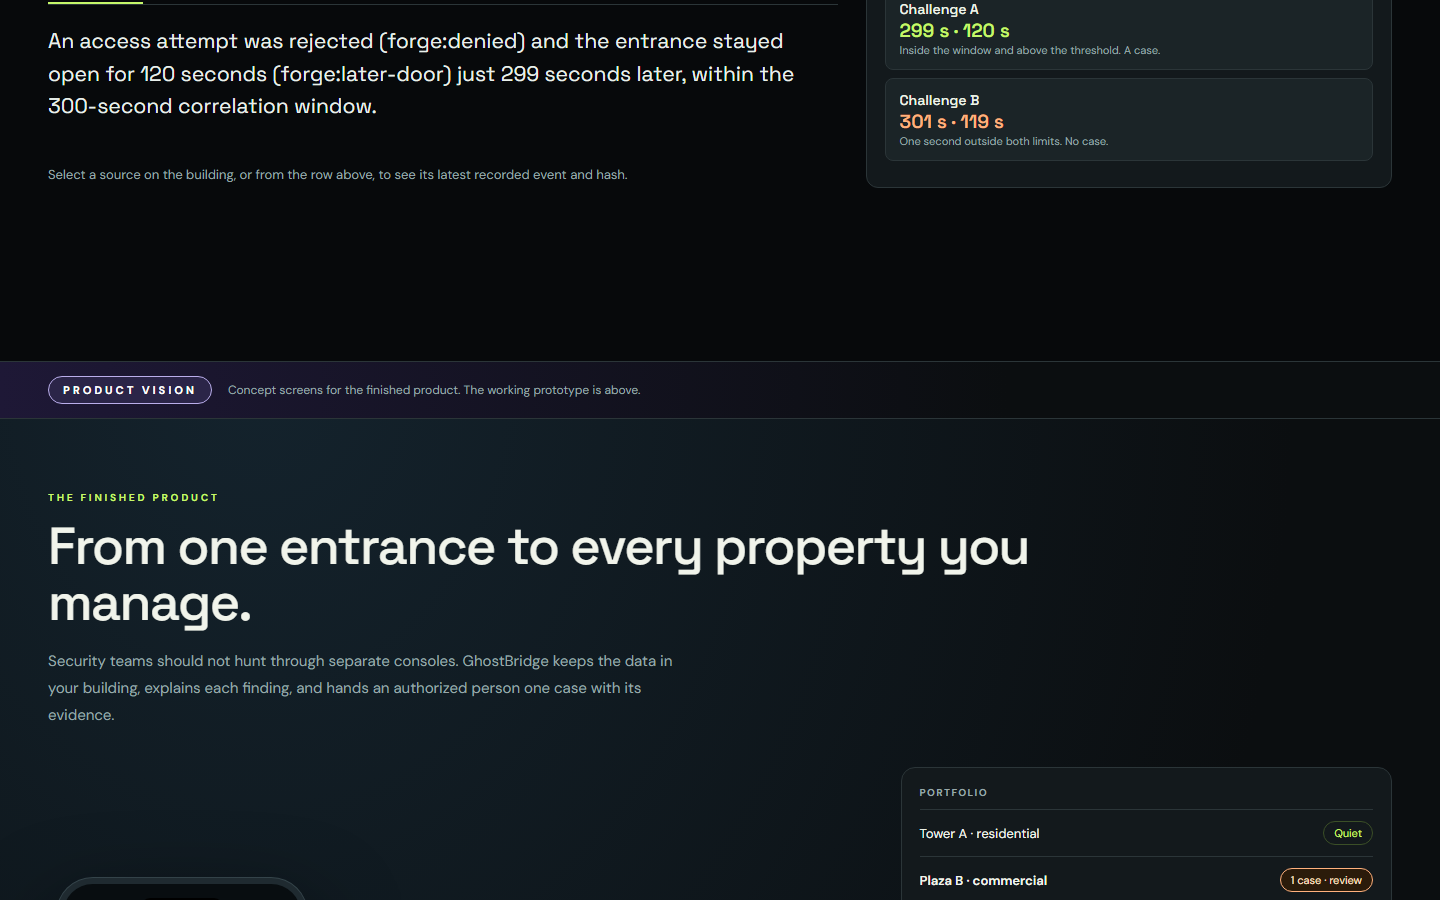 An access attempt was rejected (forge:denied) and the entrance stayed
open for 120 seconds (forge:later-door) just 299 seconds later, within the
300-second correlation window.
Select a source on the building, or from the row above, to see its latest recorded event and hash.
Challenge A
299 s · 120 s
Inside the window and above the threshold. A case.
Challenge B
301 s · 119 s
One second outside both limits. No case.
PRODUCT VISION
Concept screens for the finished product. The working prototype is above.
THE FINISHED PRODUCT
From one entrance to every property you
manage.
Security teams should not hunt through separate consoles. GhostBridge keeps the data in
your building, explains each finding, and hands an authorized person one case with its
evidence.
PORTFOLIO
Tower A · residential
Quiet
Plaza B · commercial
1 case · review